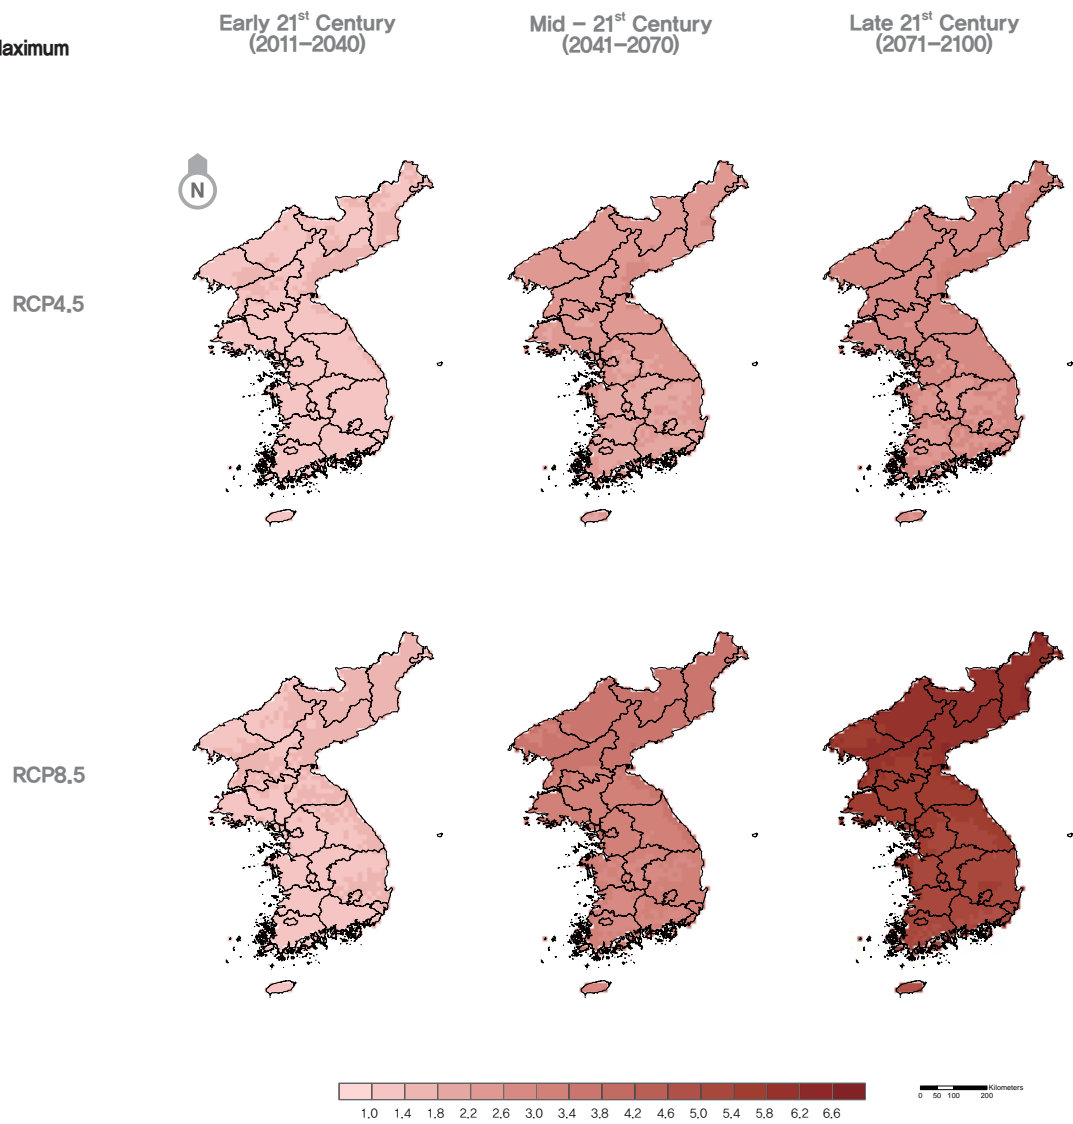 Early 21st Century
(2011-2040)
Mid - 21st Century
(2041-2070)
Late 21st Century
(2071-2100)
N
RCP4.5
RCP8.5
1.0 1.4 1.8 2.2 2.6 3.0 3.4 3.8 4.2 4.6 5.0 5.4 5.8 6.2 6.6
Kilometers
0 50 100 200